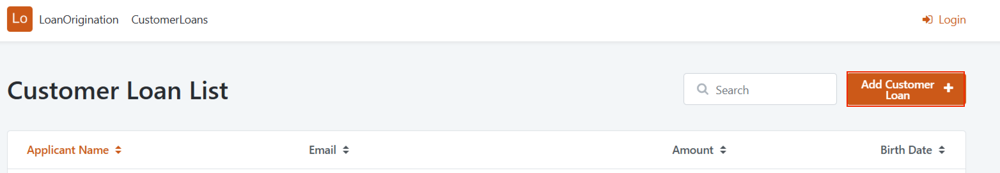 Lo LoanOrigination CustomerLoans Login
Customer Loan List
Search
Add Customer
Loan
Applicant Name Email Amount Birth Date